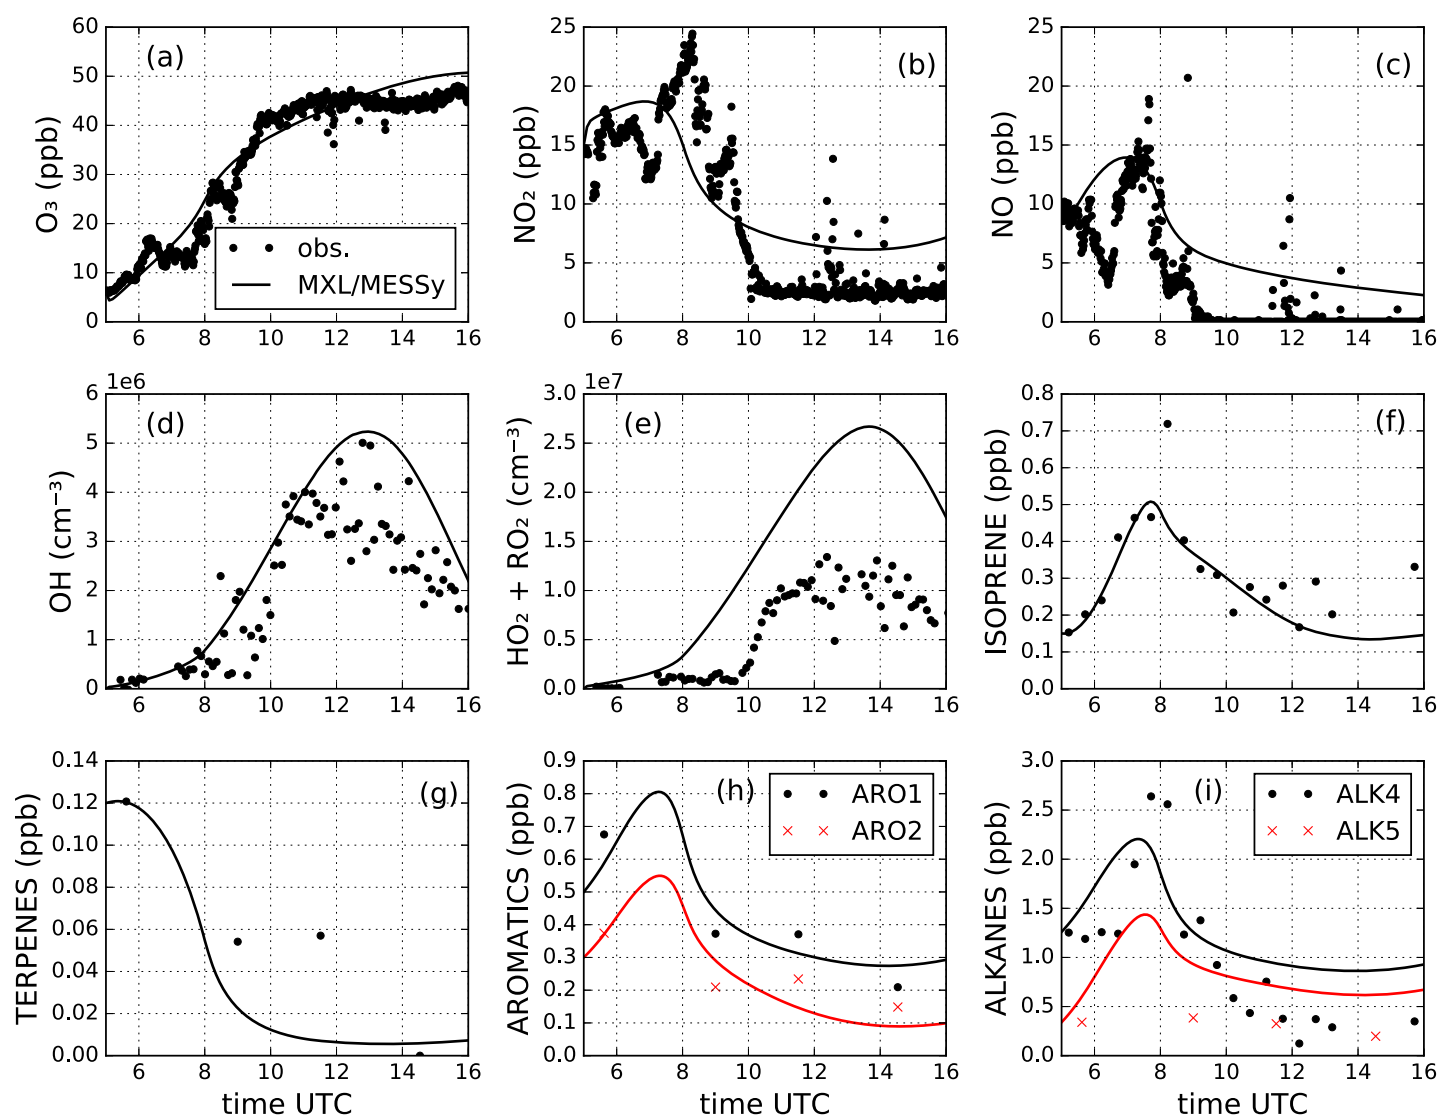 60
50
40
30
20
10
0
O₃ (ppb)
(a)
obs.
MXL/MESSy
6 8 10 12 14 16
25
20
15
10
5
0
NO₂ (ppb)
(b)
6 8 10 12 14 16
25
20
15
10
5
0
NO (ppb)
(c)
6 8 10 12 14 16
1e6
6
5
4
3
2
1
0
OH (cm⁻³)
(d)
6 8 10 12 14 16
1e7
3.0
2.5
2.0
1.5
1.0
0.5
0.0
HO₂ + RO₂ (cm⁻³)
(e)
6 8 10 12 14 16
0.8
0.7
0.6
0.5
0.4
0.3
0.2
0.1
0.0
ISOPRENE (ppb)
(f)
6 8 10 12 14 16
0.14
0.12
0.10
0.08
0.06
0.04
0.02
0.00
TERPENES (ppb)
(g)
6 8 10 12 14 16
time UTC
0.9
0.8
0.7
0.6
0.5
0.4
0.3
0.2
0.1
0.0
AROMATICS (ppb)
(h)
ARO1
ARO2
6 8 10 12 14 16
time UTC
3.0
2.5
2.0
1.5
1.0
0.5
0.0
ALKANES (ppb)
(i)
ALK4
ALK5
6 8 10 12 14 16
time UTC